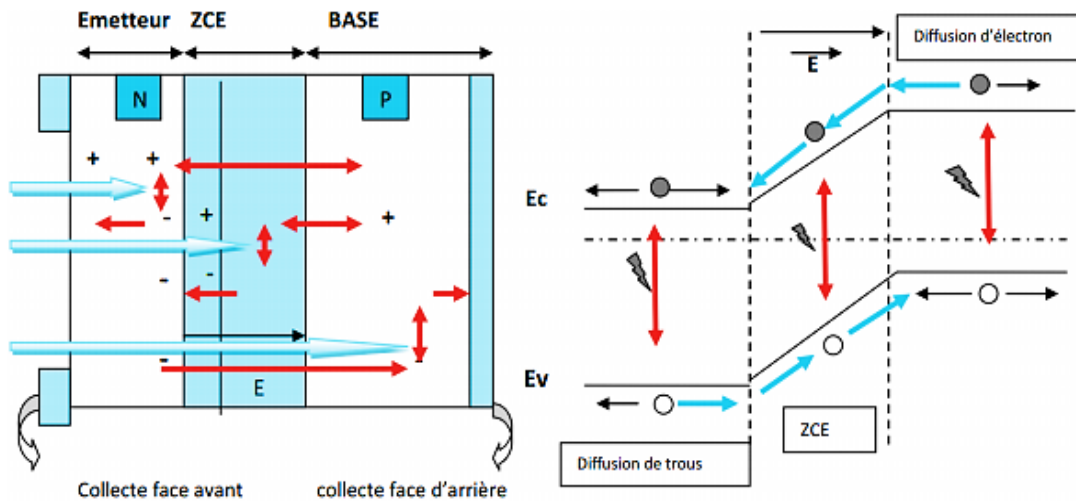 Emetteur ZCE BASE
N P
+ + 
- + +
-
-
- -
E
Collecte face avant collecte face d'arrière
Diffusion d'électron
E
Ec
Ev
ZCE
Diffusion de trous